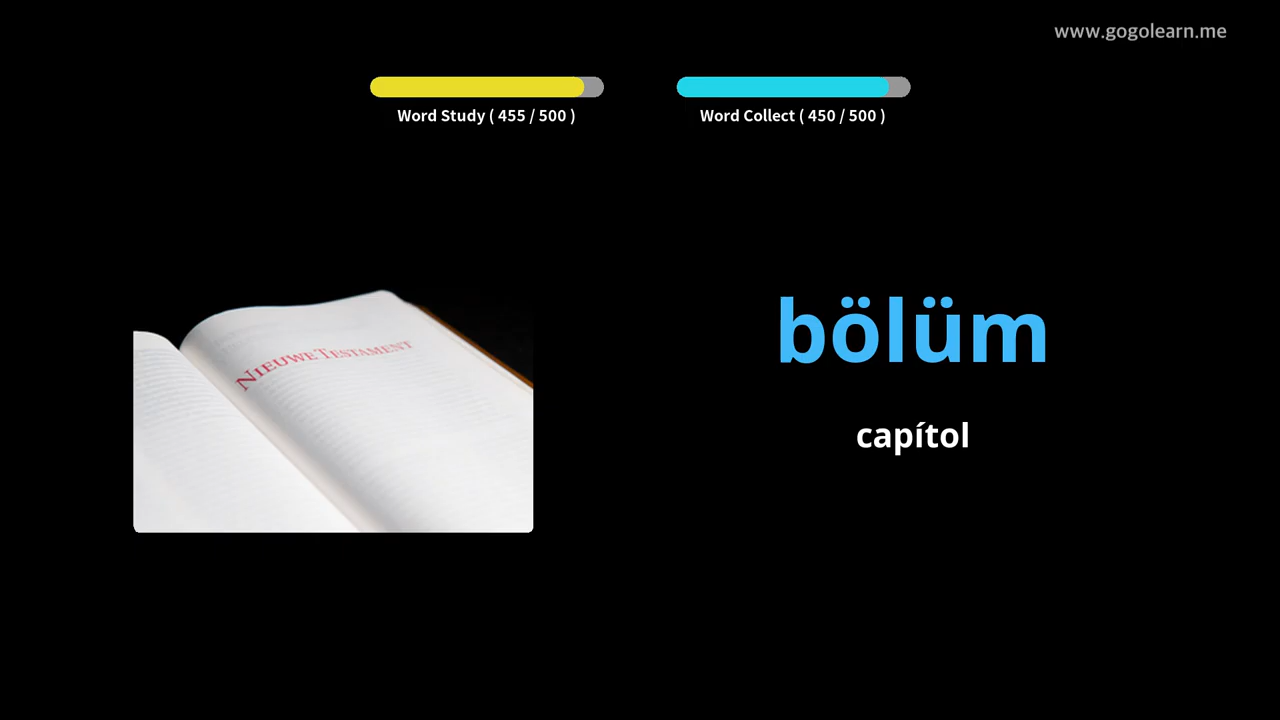 www.gogolearn.me
Word Study ( 455 / 500 )
Word Collect ( 450 / 500 )
NIEUWE TESTAMENT
bölüm
capítol